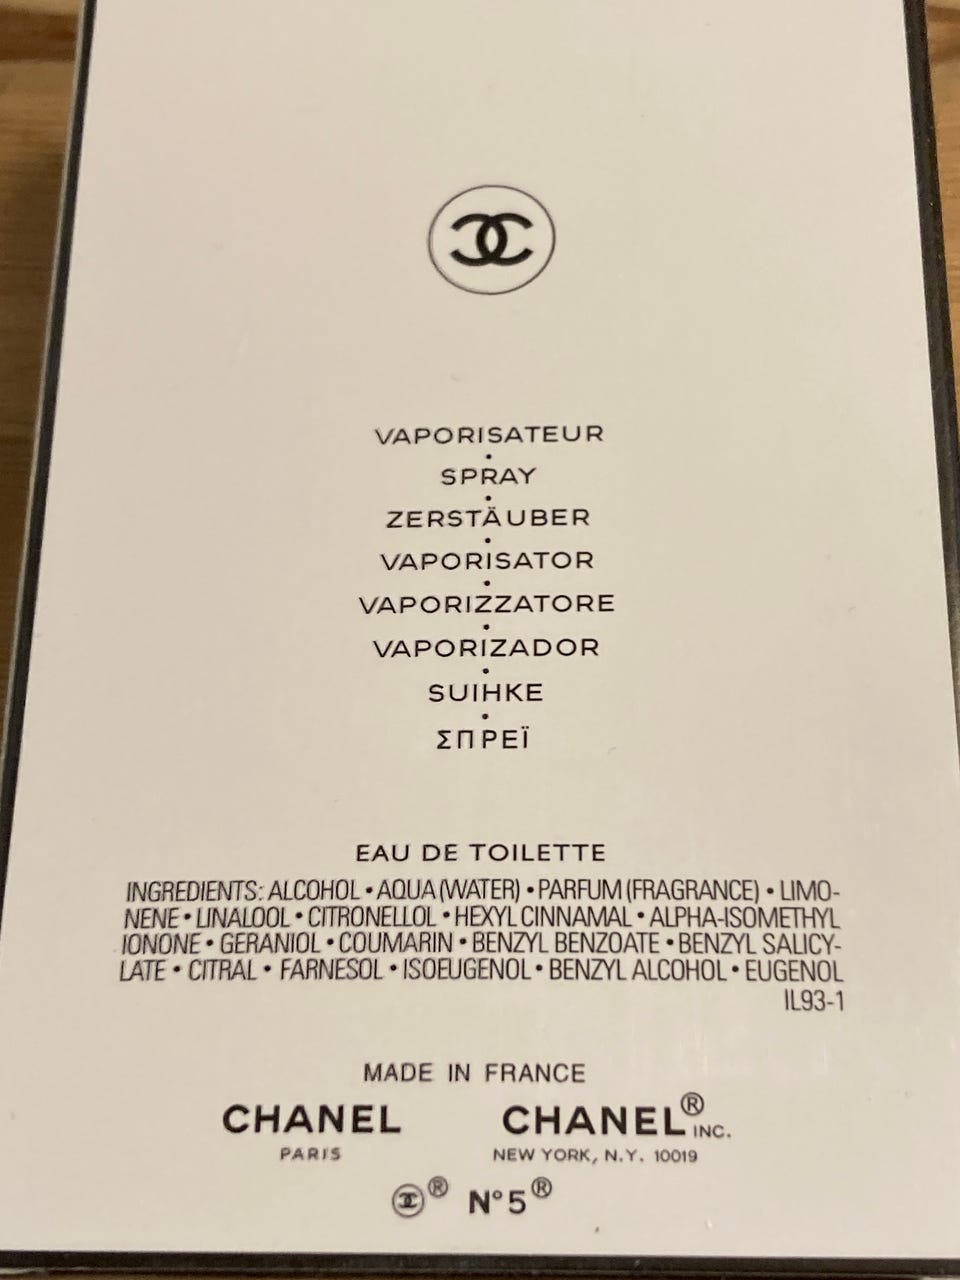 VAPORISATEUR
•
SPRAY
•
ZERSTÄUBER
•
VAPORISATOR
•
VAPORIZZATORE
•
VAPORIZADOR
•
SUIHKE
•
ΣΠΡΕΪ
EAU DE TOILETTE
INGREDIENTS: ALCOHOL • AQUA (WATER) • PARFUM (FRAGRANCE) • LIMO-
NENE • LINALOOL • CITRONELLOL • HEXYL CINNAMAL • ALPHA-ISOMETHYL
IONONE • GERANIOL • COUMARIN • BENZYL BENZOATE • BENZYL SALICY-
LATE • CITRAL • FARNESOL • ISOEUGENOL • BENZYL ALCOHOL • EUGENOL
IL93-1
MADE IN FRANCE
CHANEL CHANEL® INC.
PARIS NEW YORK, N.Y. 10019
® N°5®